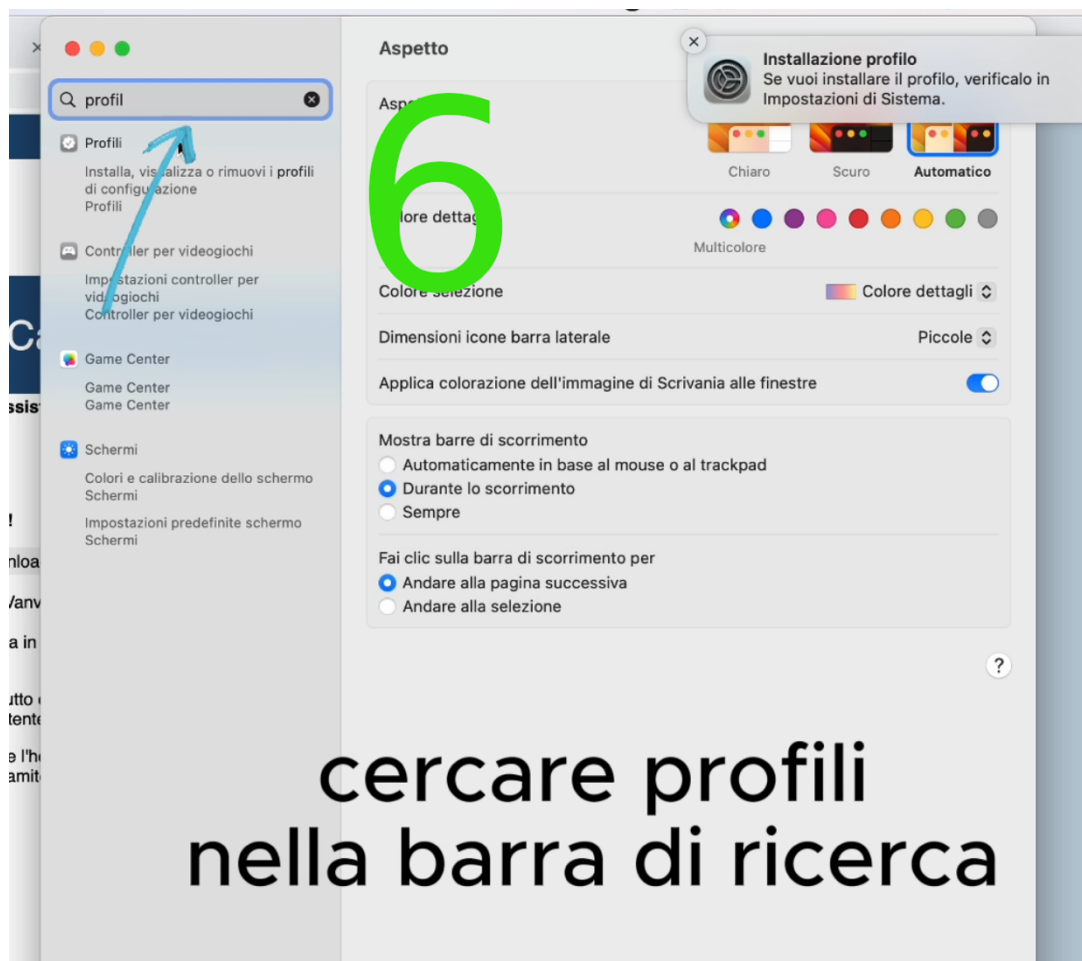 Aspetto
Installazione profilo
Se vuoi installare il profilo, verificalo in
Impostazioni di Sistema.
profil
Profili
Installa, visualizza o rimuovi i profili
di configurazione
Profili
Controller per videogiochi
Impostazioni controller per
videogiochi
Controller per videogiochi
Game Center
Game Center
Game Center
Schermi
Colori e calibrazione dello schermo
Schermi
Impostazioni predefinite schermo
Schermi
6
Chiaro
Scuro
Automatico
Multicolore
Colore selezione
Colore dettagli
Dimensioni icone barra laterale
Piccole
Applica colorazione dell'immagine di Scrivania alle finestre
Mostra barre di scorrimento
Automaticamente in base al mouse o al trackpad
Durante lo scorrimento
Sempre
Fai clic sulla barra di scorrimento per
Andare alla pagina successiva
Andare alla selezione
?
cercare profili
nella barra di ricerca